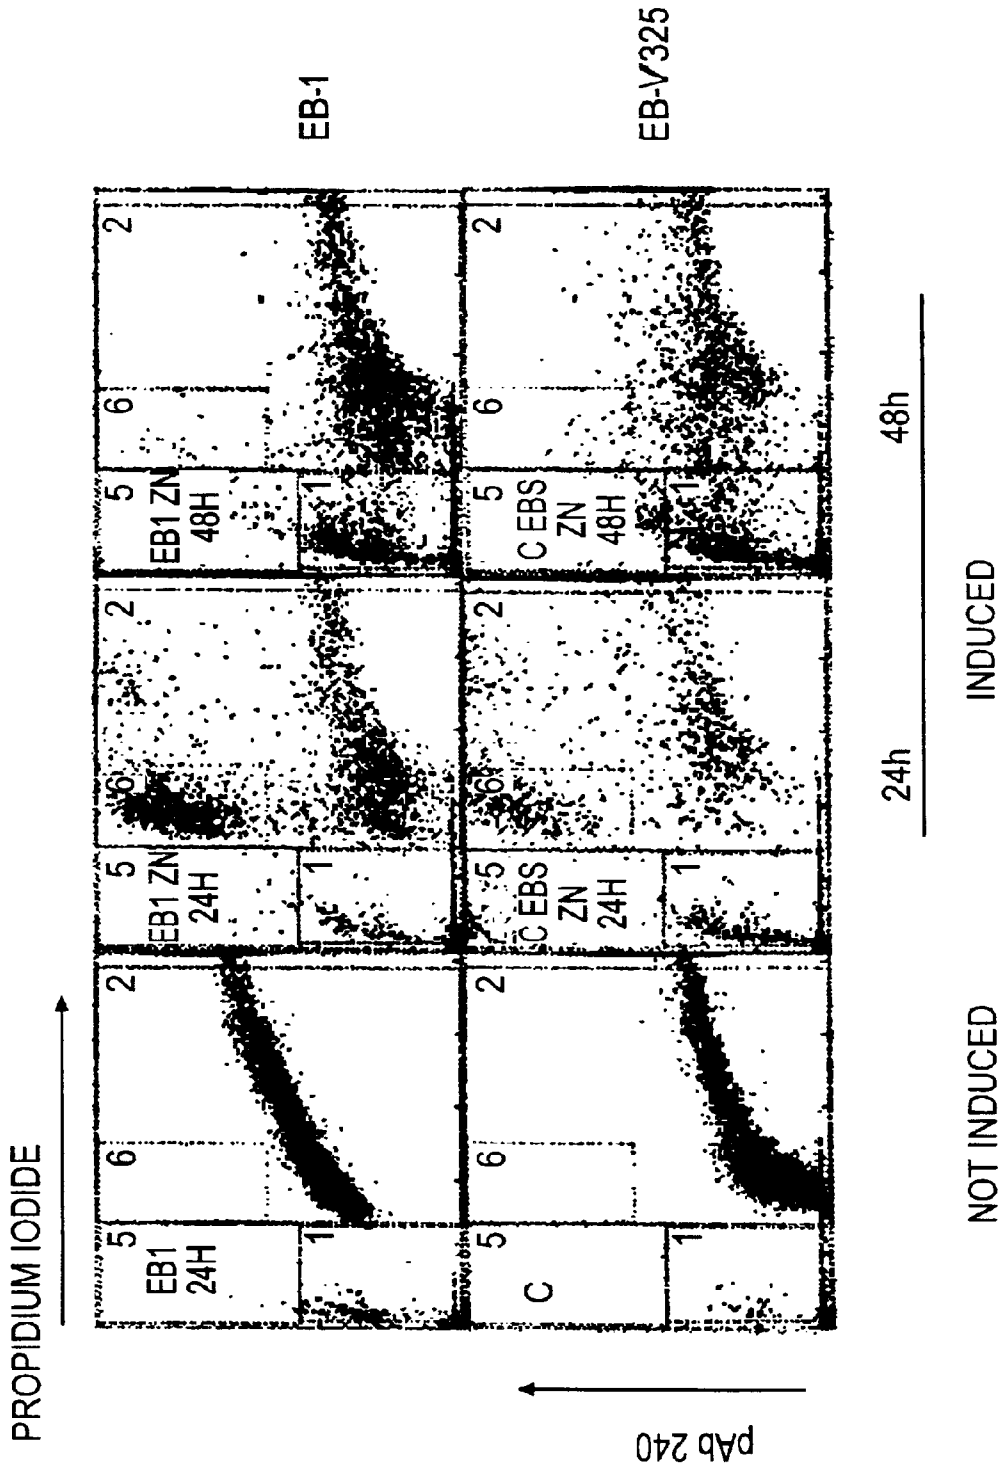 PROPIDIUM IODIDE
pAb 240
EB-1
EB-V325
5
EB1
24H
6
2
1
5
EB1 ZN
24H
6
2
1
5
EB1 ZN
48H
6
2
1
5
C
6
2
1
5
C EBS
ZN
24H
6
2
1
5
C EBS
ZN
48H
6
2
1
24h
48h
NOT INDUCED
INDUCED